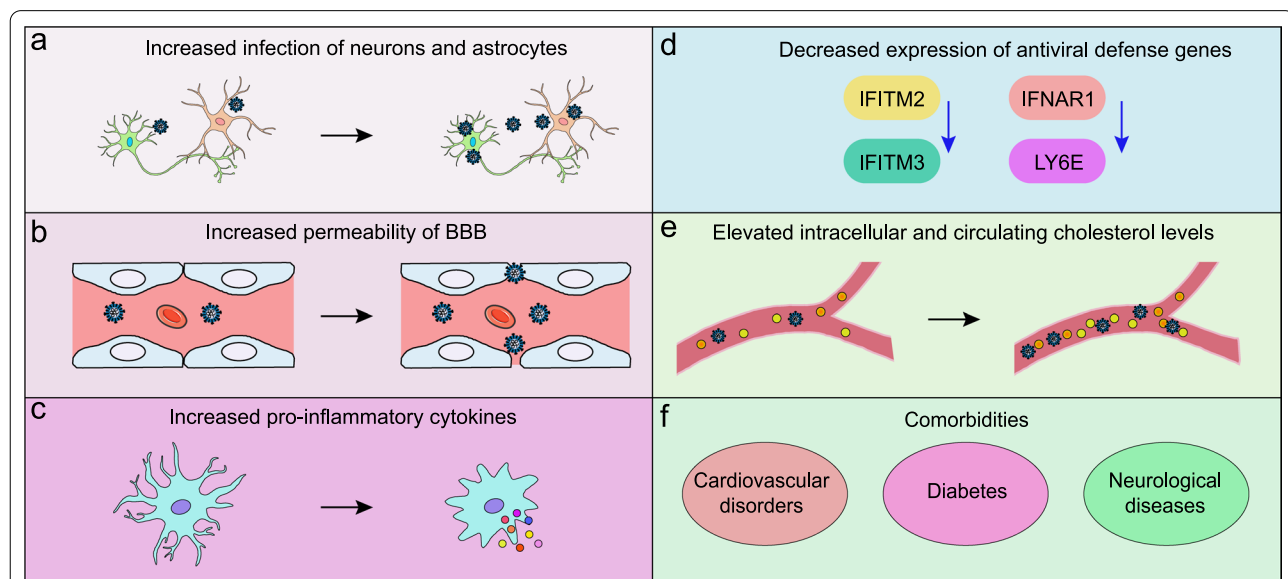 a
Increased infection of neurons and astrocytes
b
Increased permeability of BBB
c
Increased pro-inflammatory cytokines
d
Decreased expression of antiviral defense genes
IFITM2
IFNAR1
IFITM3
LY6E
e
Elevated intracellular and circulating cholesterol levels
f
Comorbidities
Cardiovascular
disorders
Diabetes
Neurological
diseases